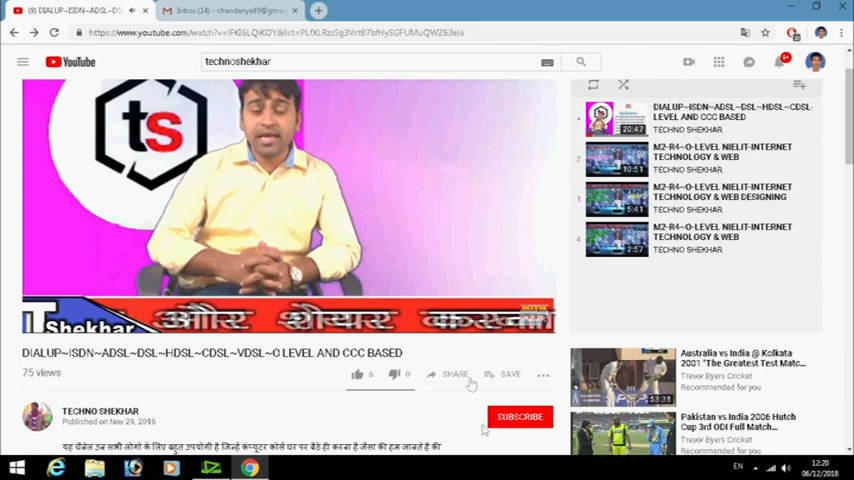 (9) DIALUP~ISDN~ADSL~DS
Inbox (14) - chandanyall9@gmail.
https://www.youtube.com/watch?v=
YouTube
technoshekhar
9+
ts
Shekhar
और शेयर करना
DIALUP~ISDN~ADSL~DSL~HDSL~CDSL~VDSL~O LEVEL AND CCC BASED
75 views
6
0
SHARE
SAVE
TECHNO SHEKHAR
Published on Nov 29, 2018
SUBSCRIBE
यह चैनल उन सभी लोगो के लिए बहुत उपयोगी है जिन्हें कंप्यूटर कोर्स घर पर बैठे ही करना है जैसा की हम जानते है की
DIALUP~ISDN~ADSL~DSL~HDSL~CDSL-
LEVEL AND CCC BASED
TECHNO SHEKHAR
20:47
2
M2-R4~O-LEVEL NIELIT-INTERNET
TECHNOLOGY & WEB
TECHNO SHEKHAR
10:51
3
M2-R4~O-LEVEL NIELIT-INTERNET
TECHNOLOGY & WEB DESIGNING
TECHNO SHEKHAR
5:41
4
M2-R4~O-LEVEL NIELIT-INTERNET
TECHNOLOGY & WEB
TECHNO SHEKHAR
2:57
Australia vs India @ Kolkata
2001 "The Greatest Test Matc...
Trevor Byers Cricket
Recommended for you
53:38
Pakistan vs India 2006 Hutch
Cup 3rd ODI Full Match...
Trevor Byers Cricket
Recommended for you
EN
12:20
06/12/2018